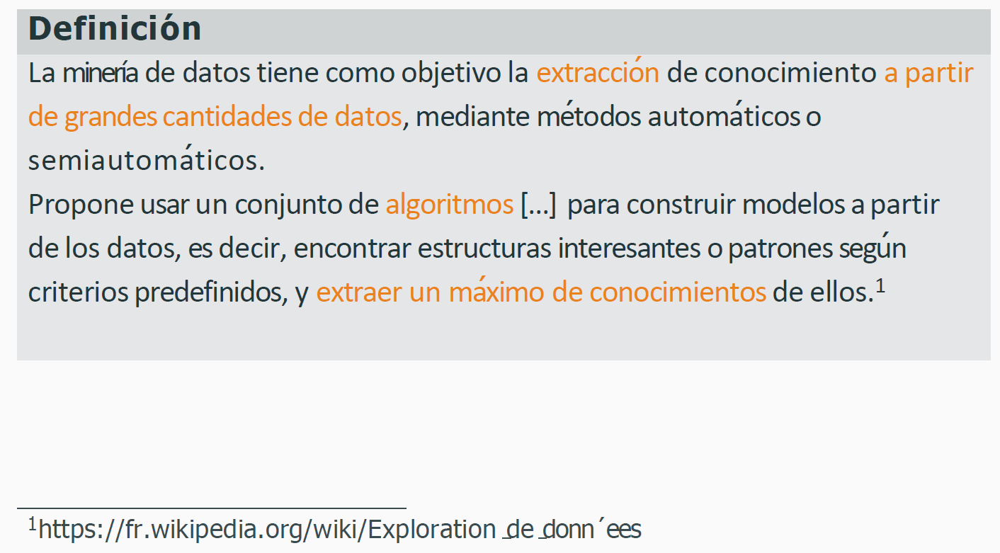 Definición
La minería de datos tiene como objetivo la extracción de conocimiento a partir
de grandes cantidades de datos, mediante métodos automáticos o
semiautomáticos.
Propone usar un conjunto de algoritmos [...] para construir modelos a partir
de los datos, es decir, encontrar estructuras interesantes o patrones según
criterios predefinidos, y extraer un máximo de conocimientos de ellos.¹
¹https://fr.wikipedia.org/wiki/Exploration_de_donn´ees